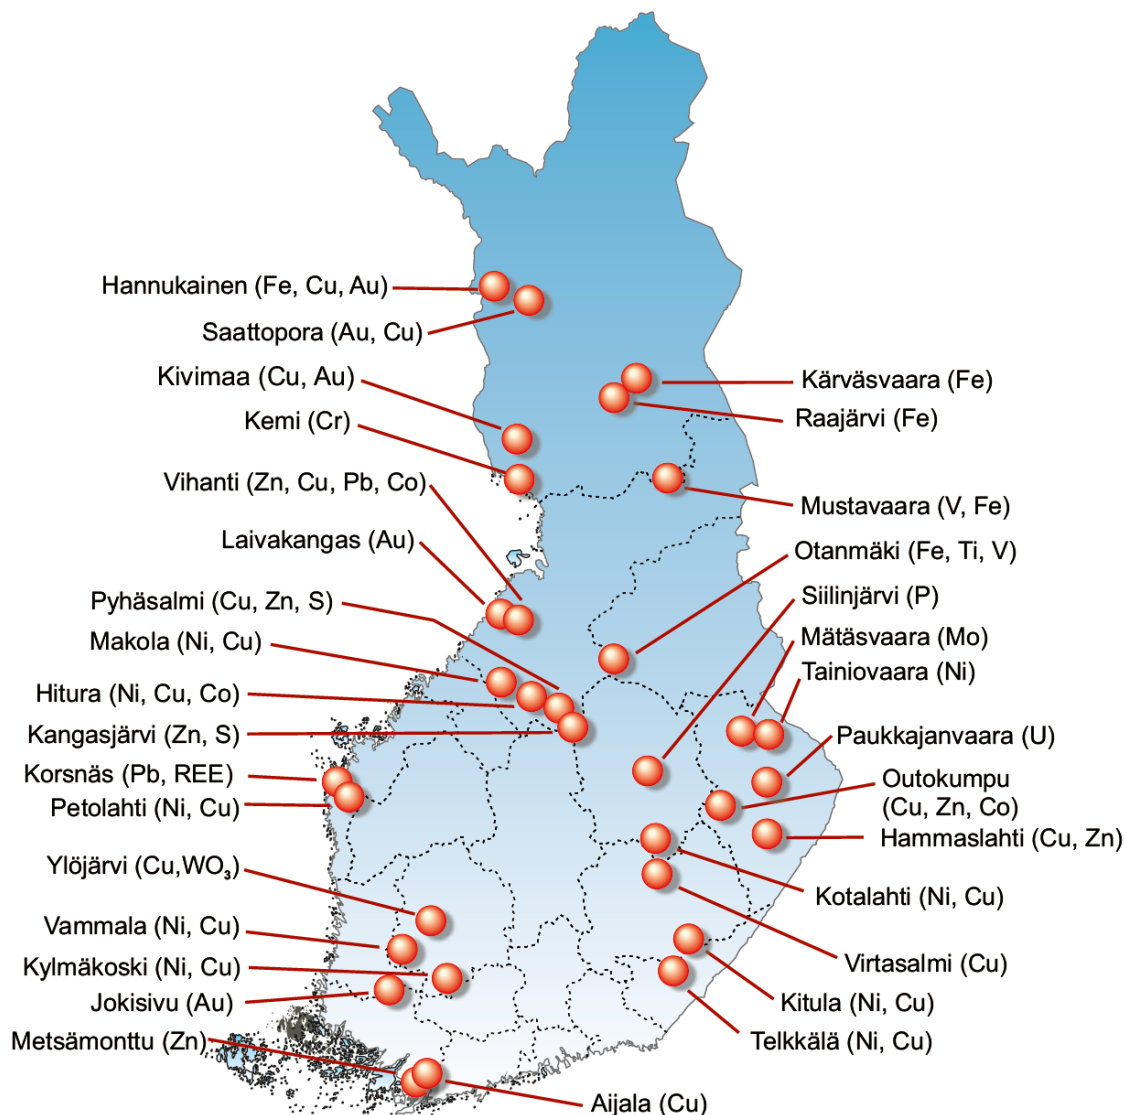 Hannukainen (Fe, Cu, Au)
Saattopora (Au, Cu)
Kivimaa (Cu, Au)
Kemi (Cr)
Vihanti (Zn, Cu, Pb, Co)
Laivakangas (Au)
Pyhäsalmi (Cu, Zn, S)
Makola (Ni, Cu)
Hitura (Ni, Cu, Co)
Kangasjärvi (Zn, S)
Korsnäs (Pb, REE)
Petolahti (Ni, Cu)
Ylöjärvi (Cu,WO₃)
Vammala (Ni, Cu)
Kylmäkoski (Ni, Cu)
Jokisivu (Au)
Metsämonttu (Zn)
Kärväsvaara (Fe)
Raajärvi (Fe)
Mustavaara (V, Fe)
Otanmäki (Fe, Ti, V)
Siilinjärvi (P)
Mätäsvaara (Mo)
Tainiovaara (Ni)
Paukkajanvaara (U)
Outokumpu
(Cu, Zn, Co)
Hammaslahti (Cu, Zn)
Kotalahti (Ni, Cu)
Virtasalmi (Cu)
Kitula (Ni, Cu)
Telkkälä (Ni, Cu)
Aijala (Cu)